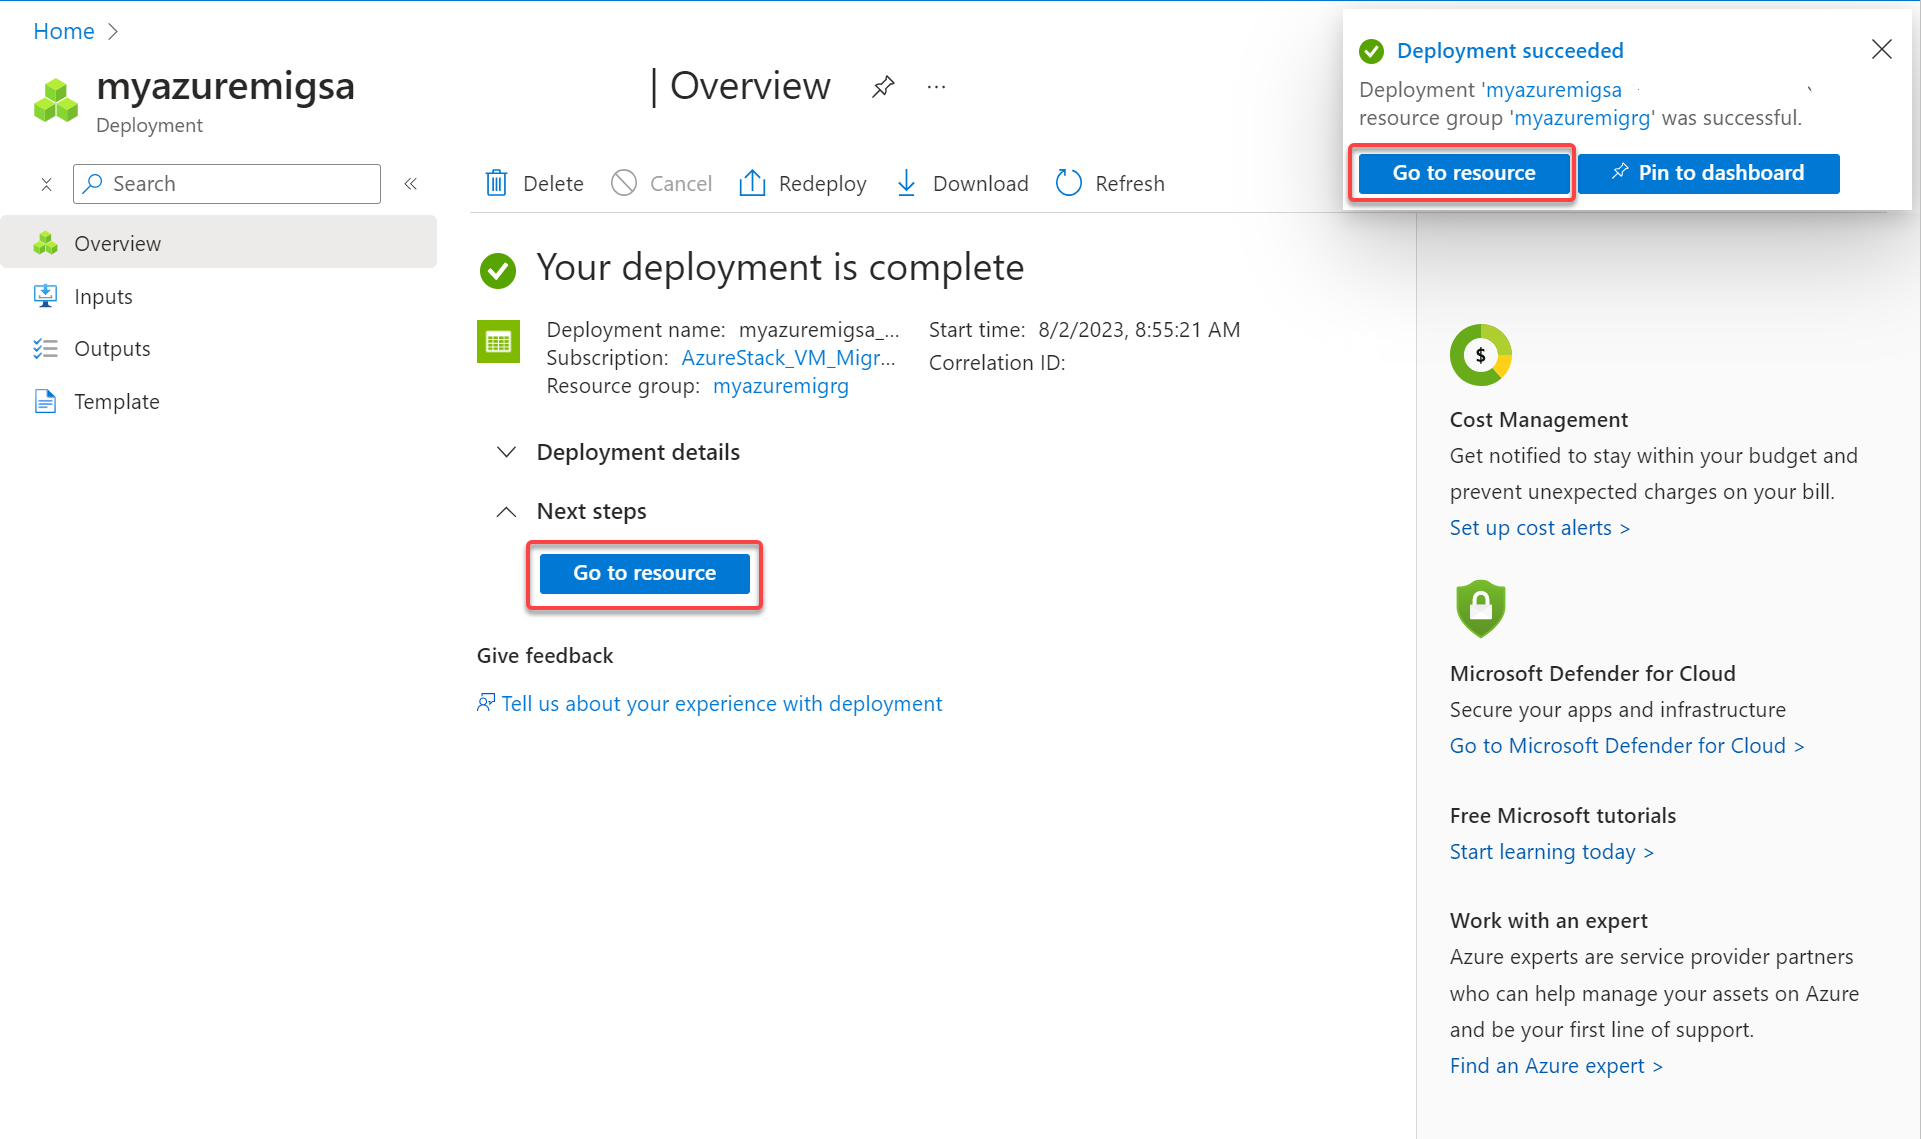 Home
myazuremigsa | Overview ...
Deployment
Search
Overview
Inputs
Outputs
Template
Delete Cancel Redeploy Download Refresh
Your deployment is complete
Deployment name: myazuremigsa_...
Subscription: AzureStack_VM_Migr...
Resource group: myazuremigrg
Start time: 8/2/2023, 8:55:21 AM
Correlation ID:
Deployment details
Next steps
Go to resource
Give feedback
Tell us about your experience with deployment
Deployment succeeded
Deployment 'myazuremigsa
resource group 'myazuremigrg' was successful.
Go to resource Pin to dashboard
$
Cost Management
Get notified to stay within your budget and
prevent unexpected charges on your bill.
Set up cost alerts >
Microsoft Defender for Cloud
Secure your apps and infrastructure
Go to Microsoft Defender for Cloud >
Free Microsoft tutorials
Start learning today >
Work with an expert
Azure experts are service provider partners
who can help manage your assets on Azure
and be your first line of support.
Find an Azure expert >